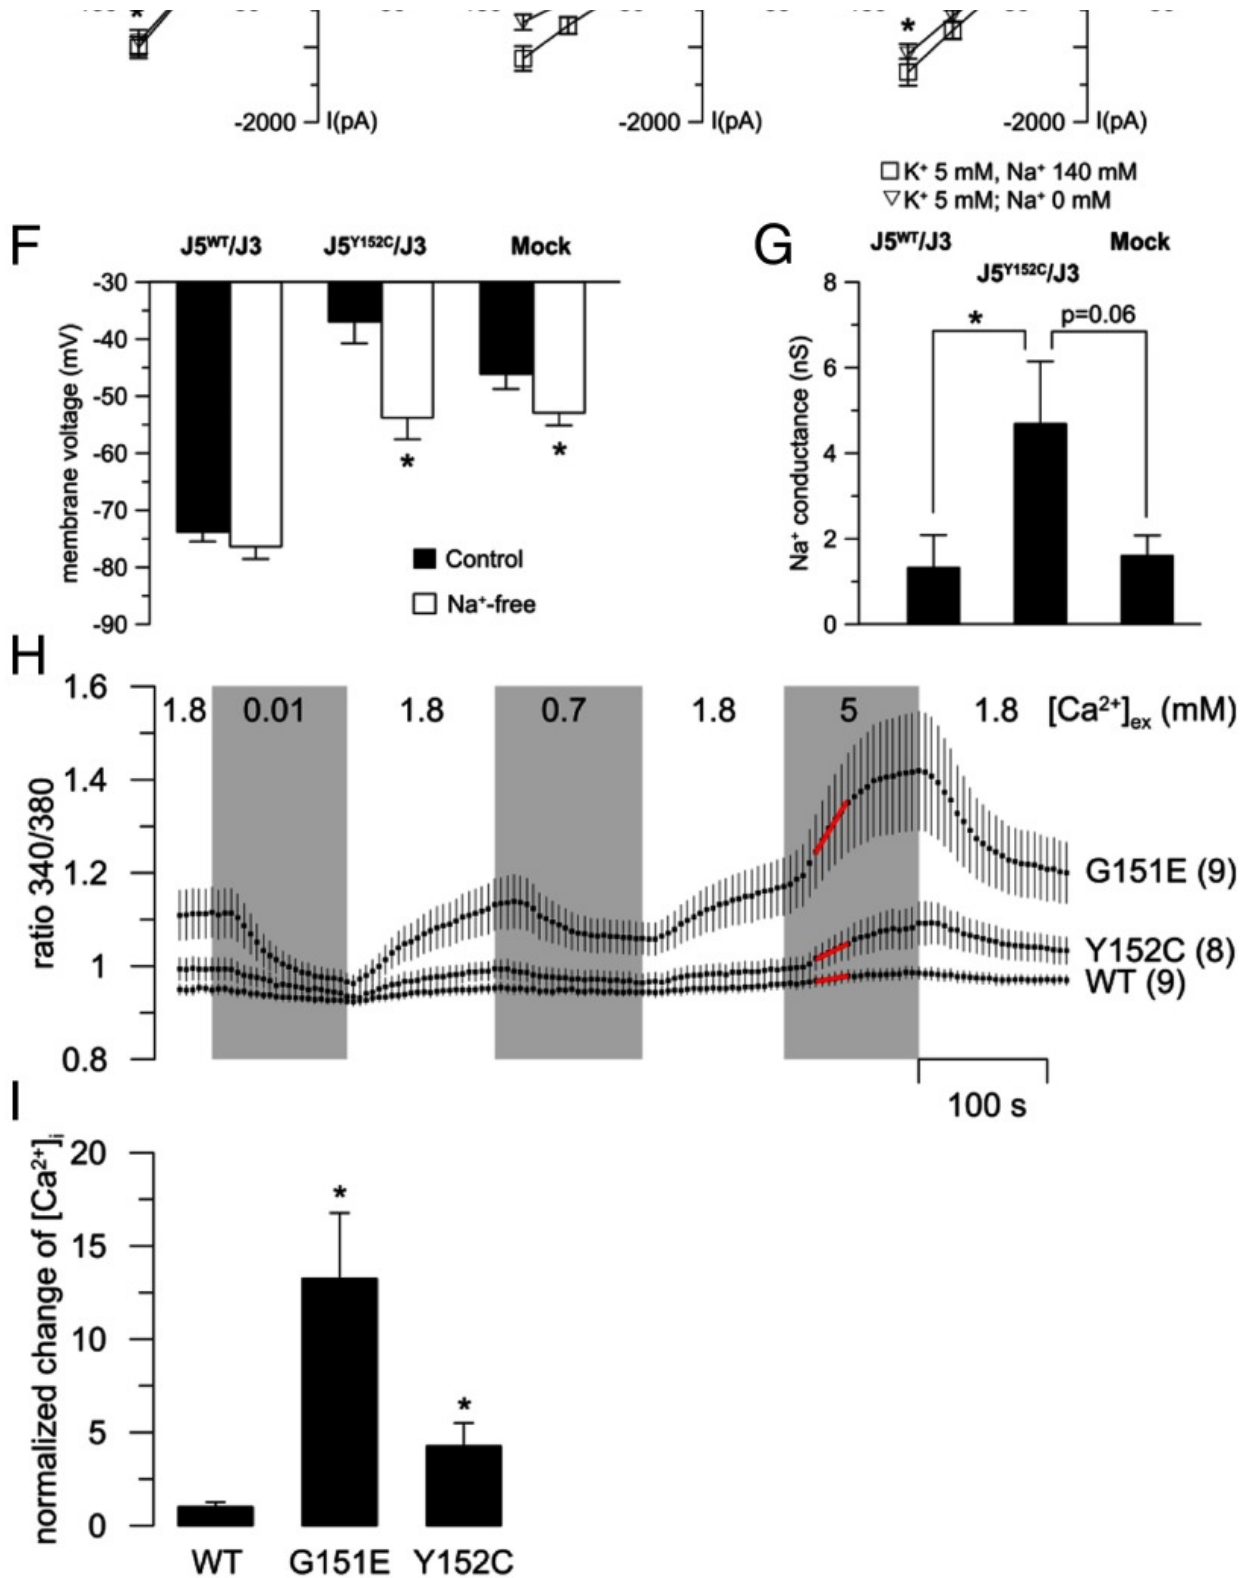 *
*
-2000 I(pA)
-2000 I(pA)
-2000 I(pA)
K⁺ 5 mM, Na⁺ 140 mM
K⁺ 5 mM; Na⁺ 0 mM
F
J5ᵂᵀ/J3
J5ʸ¹⁵²ᶜ/J3
Mock
membrane voltage (mV)
-30
-40
-50
-60
-70
-80
-90
*
*
Control
Na⁺-free
G
J5ᵂᵀ/J3
Mock
J5ʸ¹⁵²ᶜ/J3
Na⁺ conductance (nS)
8
6
4
2
0
*
p=0.06
H
ratio 340/380
1.6
1.4
1.2
1
0.8
1.8 0.01 1.8 0.7 1.8 5 1.8 [Ca²⁺]ₑₓ (mM)
G151E (9)
Y152C (8)
WT (9)
100 s
I
normalized change of [Ca²⁺]ᵢ
20
15
10
5
0
*
*
WT G151E Y152C